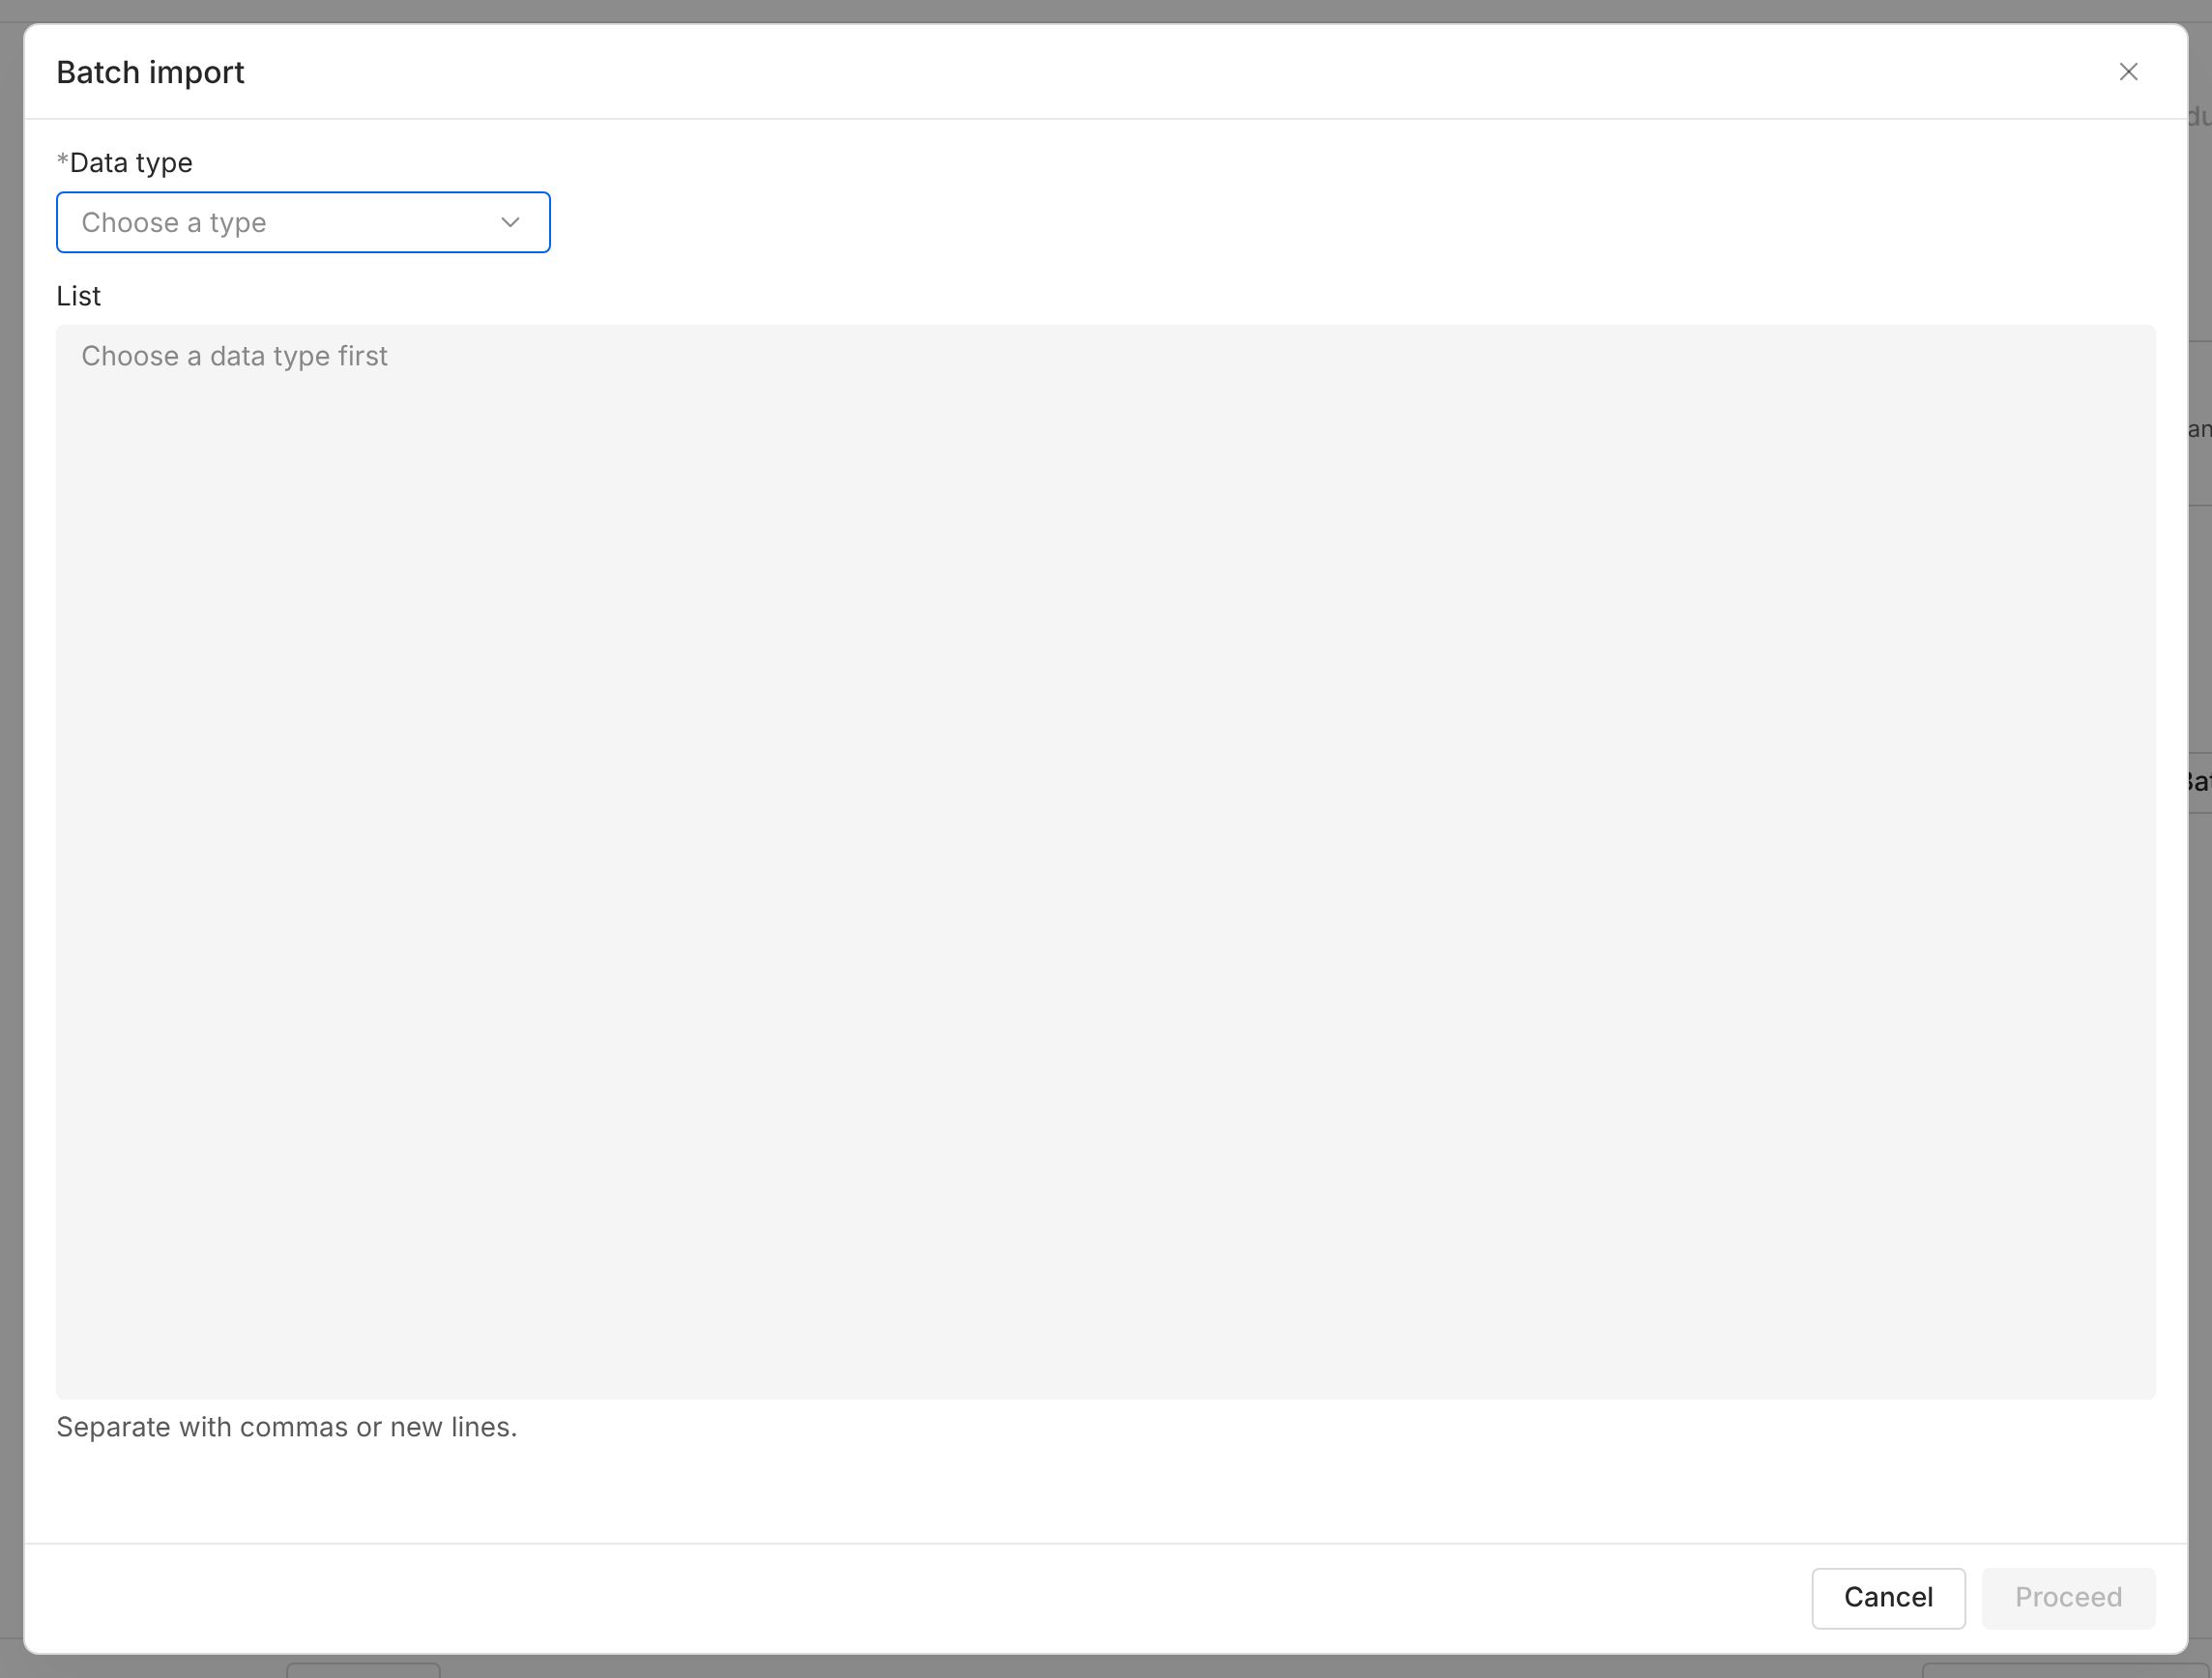 Batch import
*Data type
Choose a type
List
Choose a data type first
Separate with commas or new lines.
Cancel
Proceed